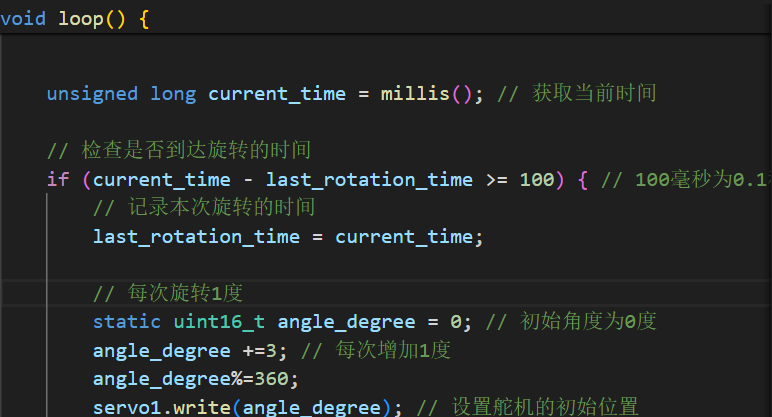 void loop() {
unsigned long current_time = millis(); // 获取当前时间
// 检查是否到达旋转的时间
if (current_time - last_rotation_time >= 100) { // 100毫秒为0.1
// 记录本次旋转的时间
last_rotation_time = current_time;
// 每次旋转1度
static uint16_t angle_degree = 0; // 初始角度为0度
angle_degree +=3; // 每次增加1度
angle_degree%=360;
servo1.write(angle_degree); // 设置舵机的初始位置